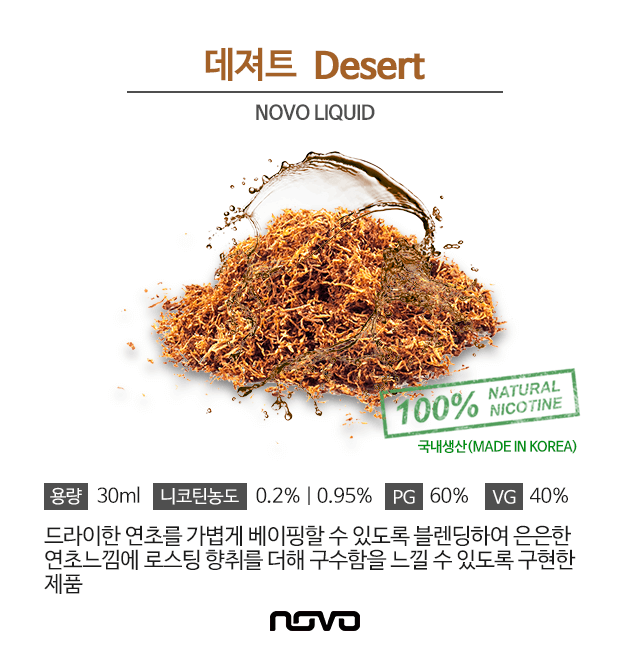 데져트 Desert
NOVO LIQUID
100% NATURAL NICOTINE
국내생산(MADE IN KOREA)
용량 30ml 니코틴농도 0.2% | 0.95% PG 60% VG 40%
드라이한 연초를 가볍게 베이핑할 수 있도록 블렌딩하여 은은한
연초느낌에 로스팅 향취를 더해 구수함을 느낄 수 있도록 구현한
제품
novo